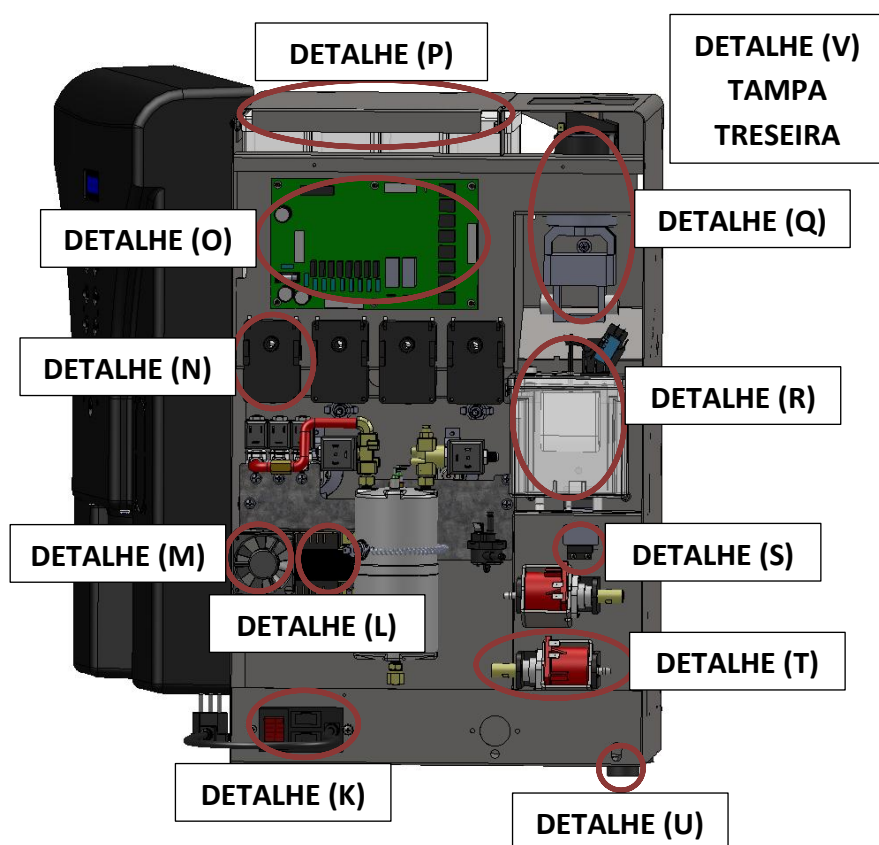 DETALHE (P)
DETALHE (V)
TAMPA
TRESEIRA
DETALHE (O)
DETALHE (Q)
DETALHE (N)
DETALHE (R)
DETALHE (M)
DETALHE (S)
DETALHE (L)
DETALHE (T)
DETALHE (K)
DETALHE (U)